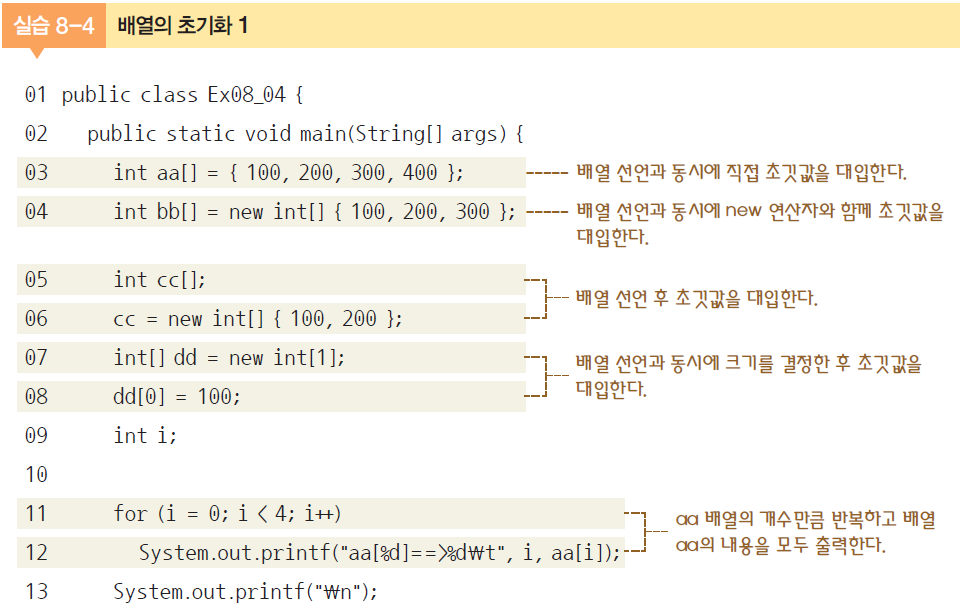 실습 8-4 배열의 초기화 1
01 public class Ex08_04 {
02 public static void main(String[] args) {
03 int aa[] = { 100, 200, 300, 400 }; 배열 선언과 동시에 직접 초깃값을 대입한다.
04 int bb[] = new int[] { 100, 200, 300 }; 배열 선언과 동시에 new 연산자와 함께 초깃값을
대입한다.
05 int cc[];
배열 선언 후 초깃값을 대입한다.
06 cc = new int[] { 100, 200 };
07 int[] dd = new int[1];
배열 선언과 동시에 크기를 결정한 후 초깃값을
대입한다.
08 dd[0] = 100;
09 int i;
10
11 for (i = 0; i < 4; i++)
aa 배열의 개수만큼 반복하고 배열
aa의 내용을 모두 출력한다.
12 System.out.printf("aa[%d]==>%d₩t", i, aa[i]);
13 System.out.printf("₩n");